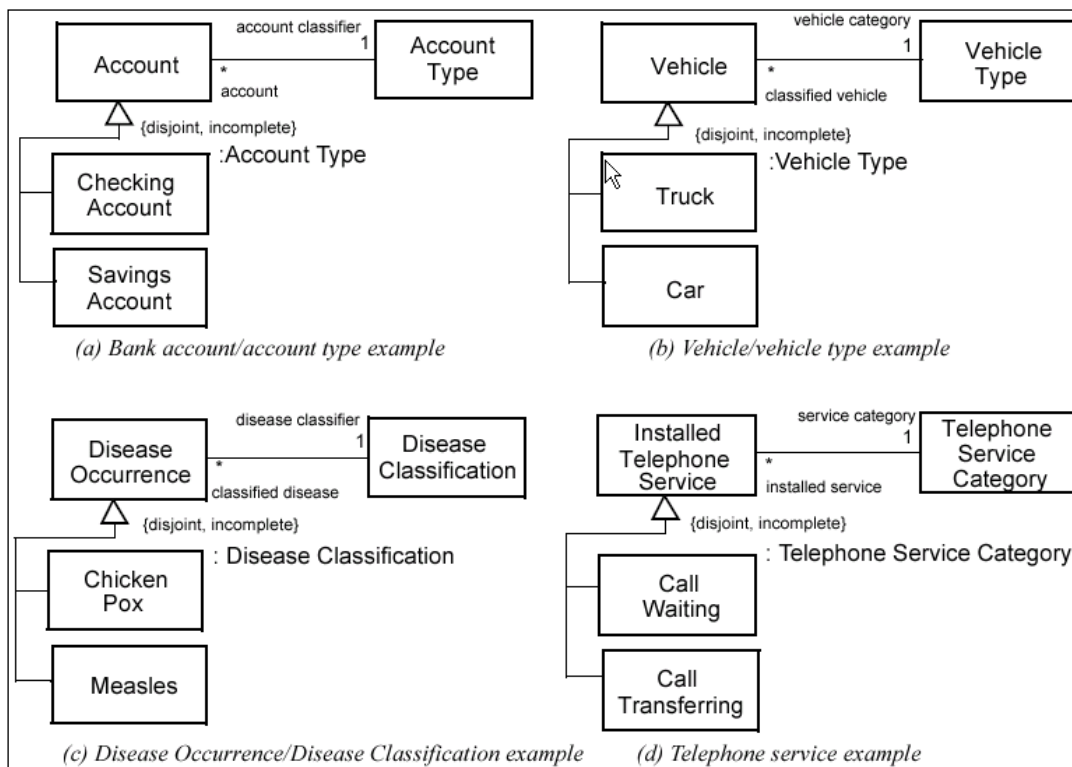 account classifier
1
Account
Account
Type
*
account
{disjoint, incomplete}
:Account Type
Checking
Account
Savings
Account
(a) Bank account/account type example
vehicle category
1
Vehicle
Vehicle
Type
*
classified vehicle
{disjoint, incomplete}
:Vehicle Type
Truck
Car
(b) Vehicle/vehicle type example
disease classifier
1
Disease
Occurrence
Disease
Classification
*
classified disease
{disjoint, incomplete}
: Disease Classification
Chicken
Pox
Measles
(c) Disease Occurrence/Disease Classification example
service category
1
Installed
Telephone
Service
Telephone
Service
Category
*
installed service
{disjoint, incomplete}
: Telephone Service Category
Call
Waiting
Call
Transferring
(d) Telephone service example